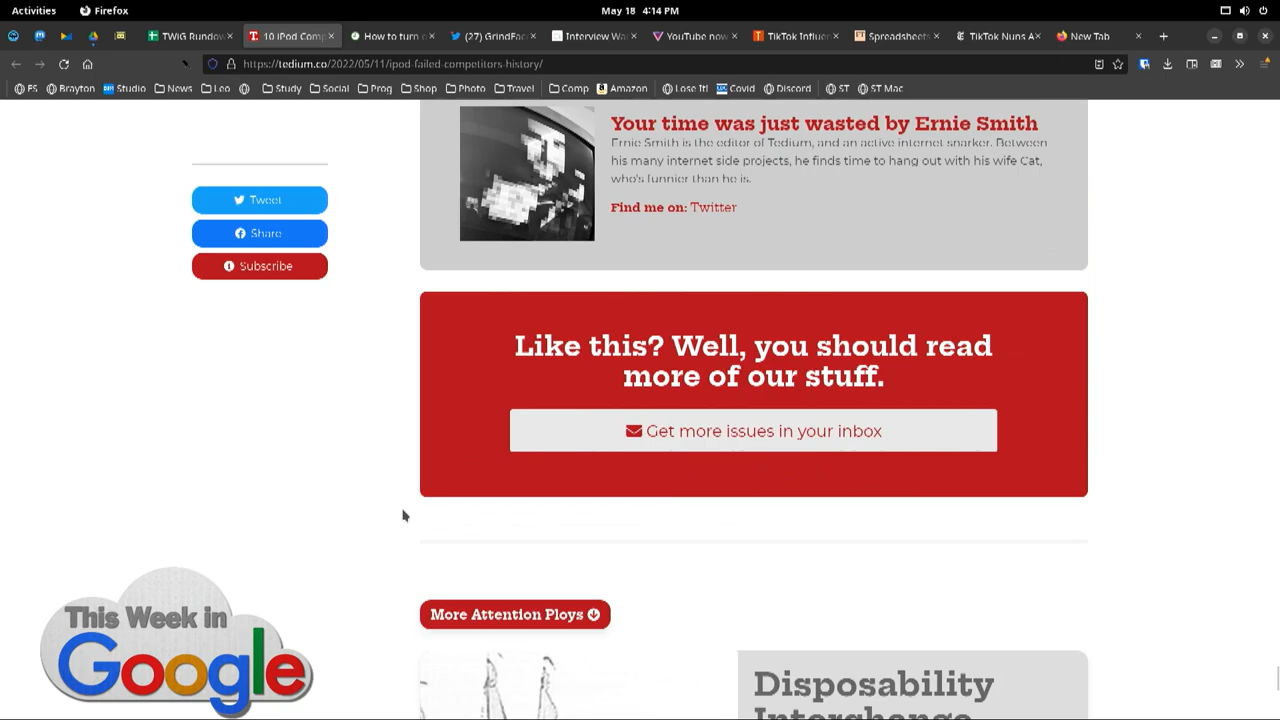 Activities
Firefox
May 18 4:14 PM
TWiG Rundow
10 iPod Comp
How to turn o
(27) GrindFac
Interview Wa
YouTube now
TikTok Influen
Spreadsheets
TikTok Nuns A
New Tab
https://tedium.co/2022/05/11/ipod-failed-competitors-history/
FS
Brayton
Studio
News
Leo
Study
Social
Prog
Shop
Photo
Travel
Comp
Amazon
Lose It!
Covid
Discord
ST
ST Mac
Your time was just wasted by Ernie Smith
Ernie Smith is the editor of Tedium, and an active internet snarker. Between
his many internet side projects, he finds time to hang out with his wife Cat,
who's funnier than he is.
Find me on: Twitter
Tweet
Share
Subscribe
Like this? Well, you should read
more of our stuff.
Get more issues in your inbox
More Attention Ploys
Disposability
Interchange
This Week in
Google